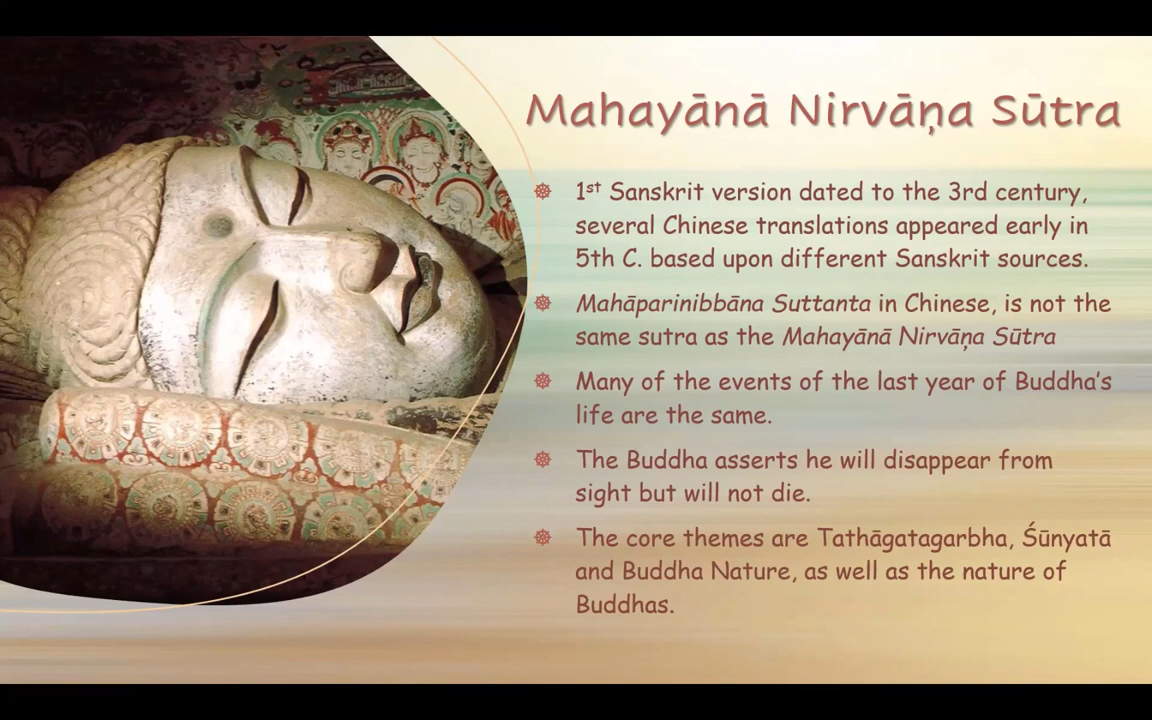 Mahayānā Nirvāṇa Sūtra
1st Sanskrit version dated to the 3rd century,
several Chinese translations appeared early in
5th C. based upon different Sanskrit sources.
Mahāparinibbāna Suttanta in Chinese, is not the
same sutra as the Mahayānā Nirvāṇa Sūtra
Many of the events of the last year of Buddha's
life are the same.
The Buddha asserts he will disappear from
sight but will not die.
The core themes are Tathāgatagarbha, Śūnyatā
and Buddha Nature, as well as the nature of
Buddhas.